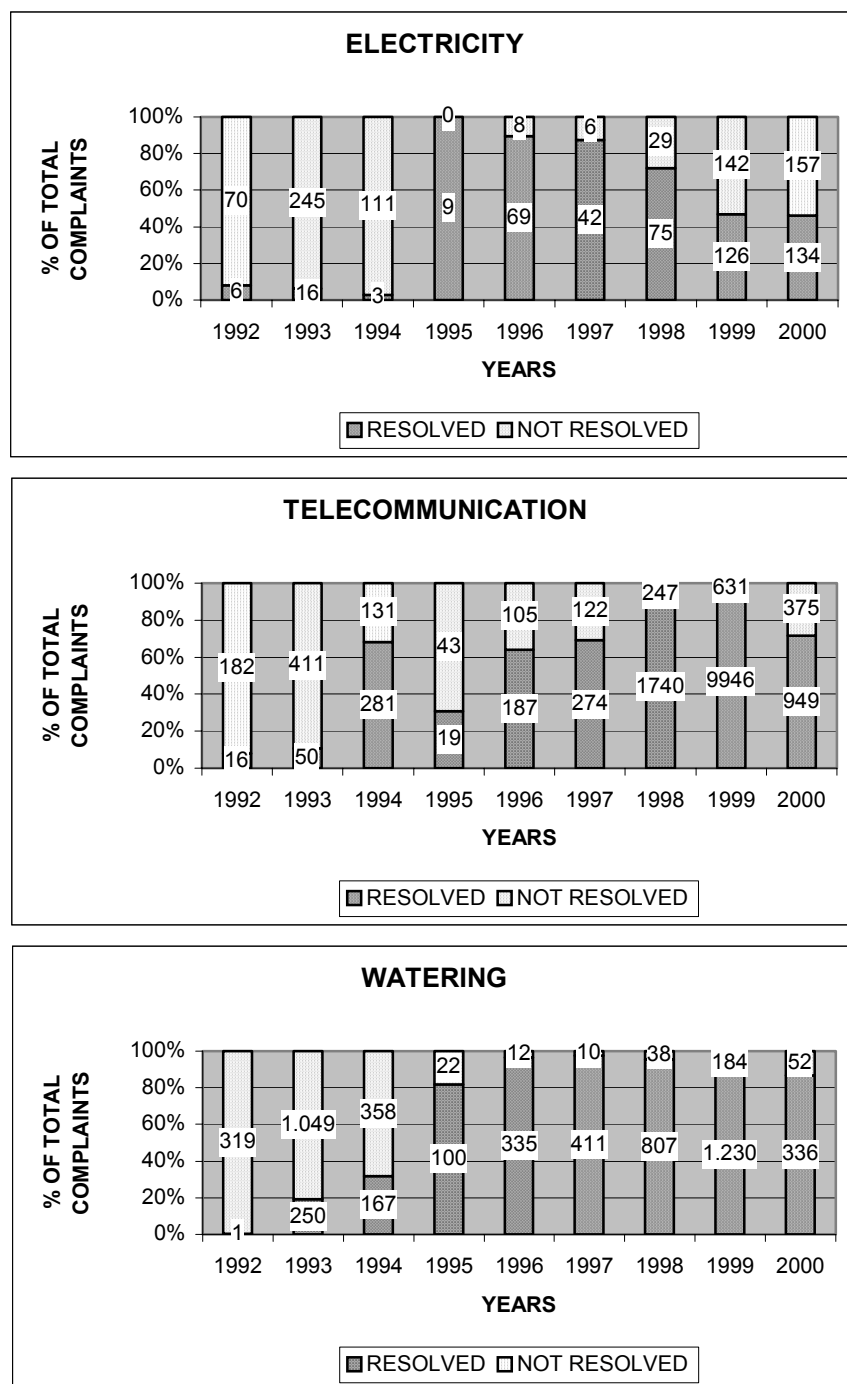 ELECTRICITY
% OF TOTAL
COMPLAINTS
100%
80%
60%
40%
20%
0%
70 245 111 0 8 6 29 142 157
6 16 3 9 69 42 75 126 134
1992 1993 1994 1995 1996 1997 1998 1999 2000
YEARS
RESOLVED NOT RESOLVED
TELECOMMUNICATION
% OF TOTAL
COMPLAINTS
100%
80%
60%
40%
20%
0%
182 411 131 43 105 122 247 631 375
16 50 281 19 187 274 1740 9946 949
1992 1993 1994 1995 1996 1997 1998 1999 2000
YEARS
RESOLVED NOT RESOLVED
WATERING
% OF TOTAL
COMPLAINTS
100%
80%
60%
40%
20%
0%
319 1.049 358 22 12 10 38 184 52
1 250 167 100 335 411 807 1.230 336
1992 1993 1994 1995 1996 1997 1998 1999 2000
YEARS
RESOLVED NOT RESOLVED